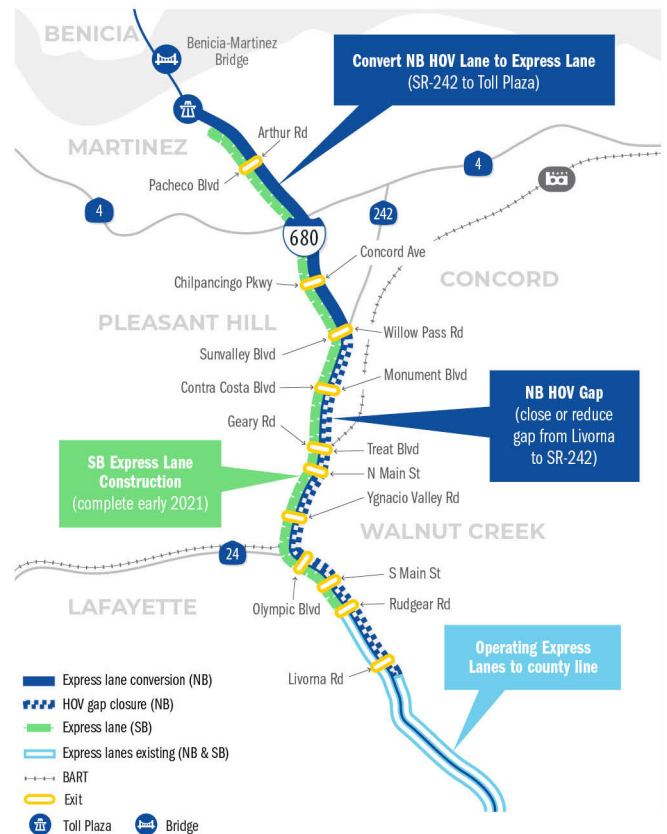 BENICIA
Benicia-Martinez
Bridge
Convert NB HOV Lane to Express Lane
(SR-242 to Toll Plaza)
MARTINEZ
Arthur Rd
Pacheco Blvd
4
4
242
680
Concord Ave
Chilpancingo Pkwy
CONCORD
PLEASANT HILL
Willow Pass Rd
Sunvalley Blvd
Monument Blvd
Contra Costa Blvd
NB HOV Gap
(close or reduce
gap from Livorna
to SR-242)
Geary Rd
Treat Blvd
SB Express Lane
Construction
(complete early 2021)
N Main St
Ygnacio Valley Rd
WALNUT CREEK
24
S Main St
LAFAYETTE
Olympic Blvd
Rudgear Rd
Operating Express
Lanes to county line
Livorna Rd
Express lane conversion (NB)
HOV gap closure (NB)
Express lane (SB)
Express lanes existing (NB & SB)
BART
Exit
Toll Plaza
Bridge